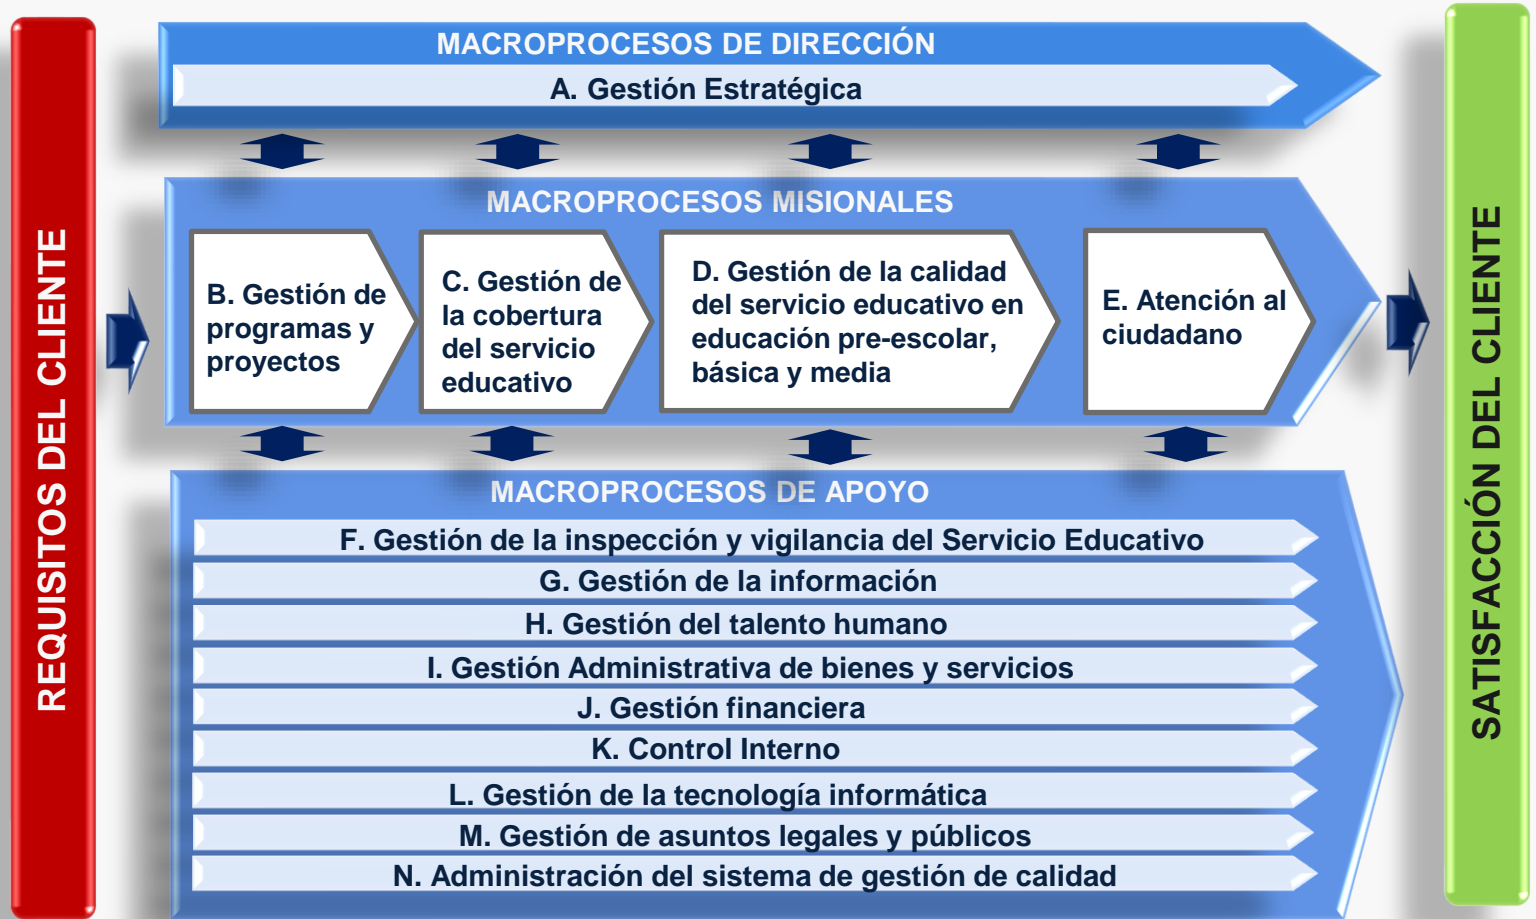 REQUISITOS DEL CLIENTE
MACROPROCESOS DE DIRECCIÓN
A. Gestión Estratégica
MACROPROCESOS MISIONALES
B. Gestión de
programas y
proyectos
C. Gestión de
la cobertura
del servicio
educativo
D. Gestión de la calidad
del servicio educativo en
educación pre-escolar,
básica y media
E. Atención al
ciudadano
MACROPROCESOS DE APOYO
F. Gestión de la inspección y vigilancia del Servicio Educativo
G. Gestión de la información
H. Gestión del talento humano
I. Gestión Administrativa de bienes y servicios
J. Gestión financiera
K. Control Interno
L. Gestión de la tecnología informática
M. Gestión de asuntos legales y públicos
N. Administración del sistema de gestión de calidad
SATISFACCIÓN DEL CLIENTE